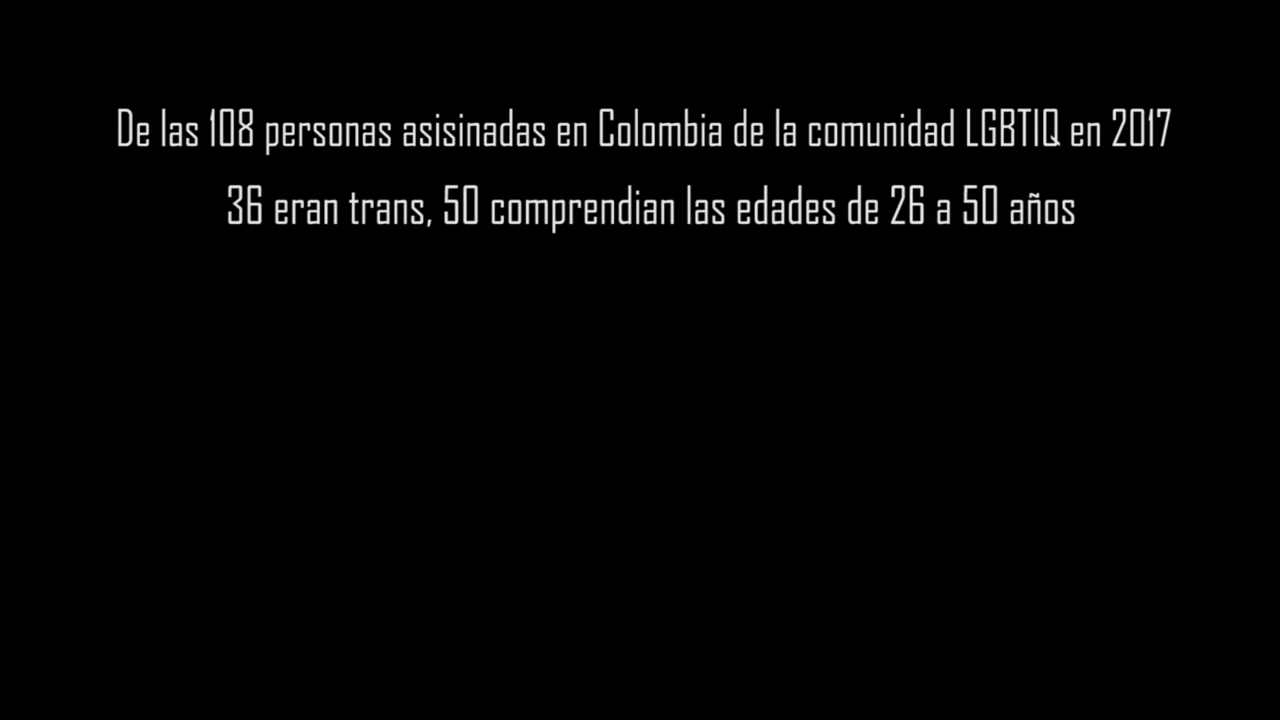 De las 108 personas asisinadas en Colombia de la comunidad LGBTIQ en 2017
36 eran trans, 50 comprendian las edades de 26 a 50 años